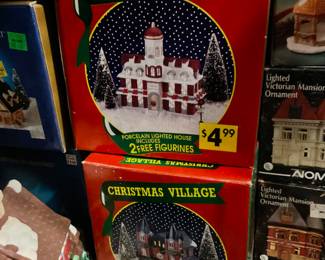 PORCELAIN LIGHTED HOUSE
INCLUDES
2 FREE FIGURINES
$4.99
CHRISTMAS VILLAGE
Lighted
Victorian Mansion
Ornament
Lighted
Victorian Mansion
Ornament